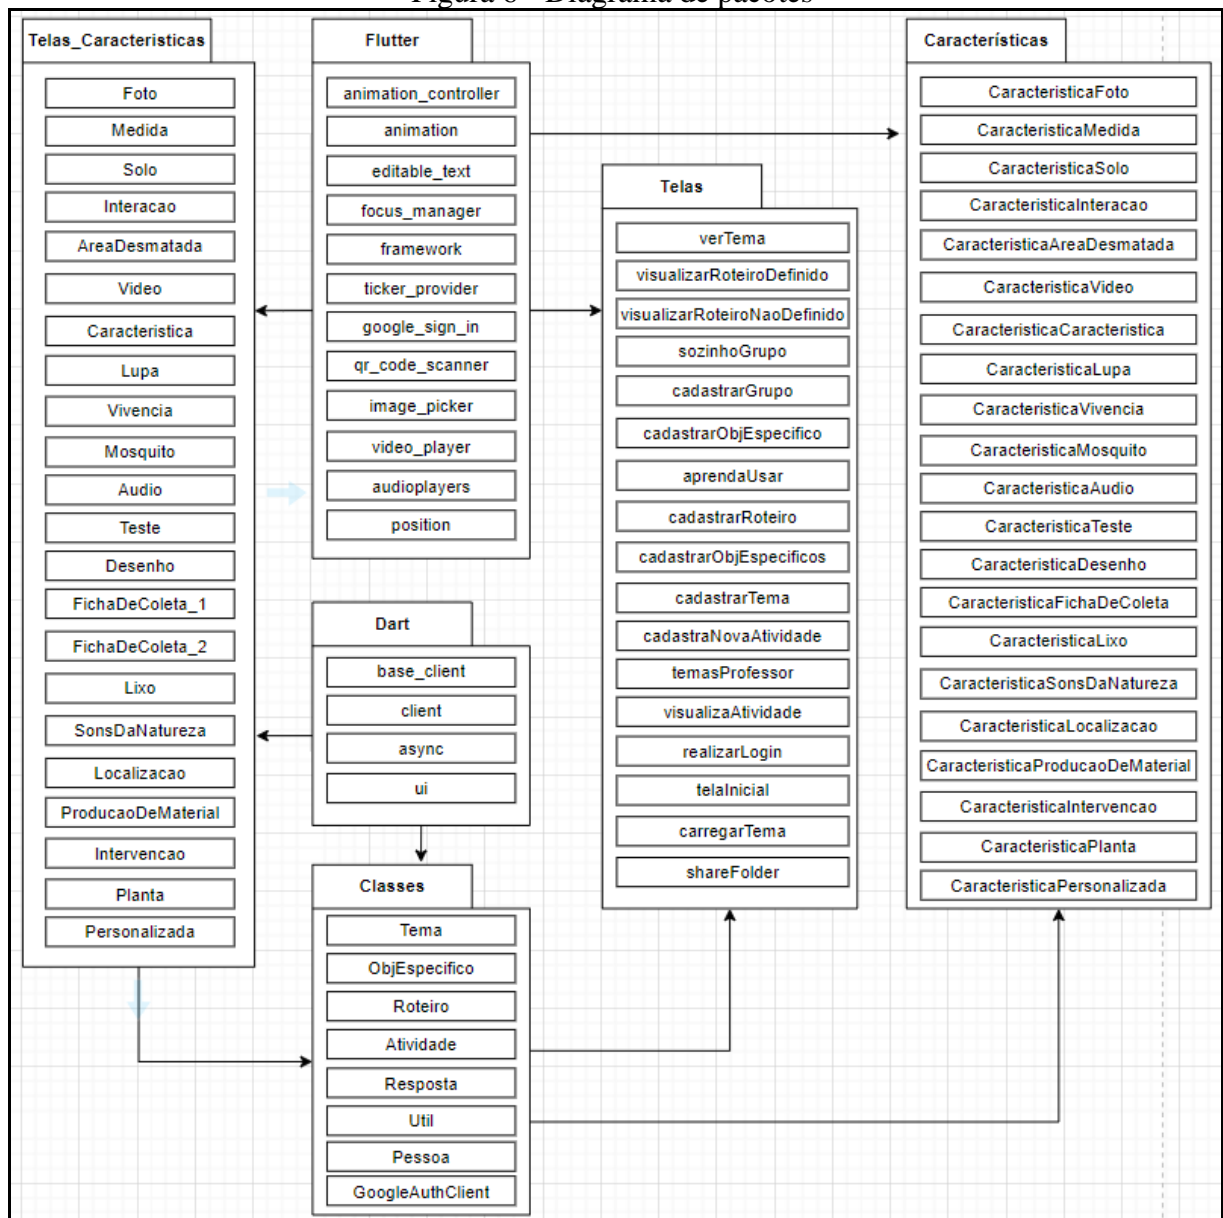 Figura 6 - Diagrama de pacotes
Telas_Caracteristicas
Foto
Medida
Solo
Interacao
AreaDesmatada
Video
Caracteristica
Lupa
Vivencia
Mosquito
Audio
Teste
Desenho
FichaDeColeta_1
FichaDeColeta_2
Lixo
SonsDaNatureza
Localizacao
ProducaoDeMaterial
Intervencao
Planta
Personalizada
Flutter
animation_controller
animation
editable_text
focus_manager
framework
ticker_provider
google_sign_in
qr_code_scanner
image_picker
video_player
audioplayers
position
Dart
base_client
client
async
ui
Classes
Tema
ObjEspecifico
Roteiro
Atividade
Resposta
Util
Pessoa
GoogleAuthClient
Telas
verTema
visualizarRoteiroDefinido
visualizarRoteiroNaoDefinido
sozinhoGrupo
cadastrarGrupo
cadastrarObjEspecifico
aprendaUsar
cadastrarRoteiro
cadastrarObjEspecificos
cadastrarTema
cadastraNovaAtividade
temasProfessor
visualizaAtividade
realizarLogin
telaInicial
carregarTema
shareFolder
Características
CaracteristicaFoto
CaracteristicaMedida
CaracteristicaSolo
CaracteristicaInteracao
CaracteristicaAreaDesmatada
CaracteristicaVideo
CaracteristicaCaracteristica
CaracteristicaLupa
CaracteristicaVivencia
CaracteristicaMosquito
CaracteristicaAudio
CaracteristicaTeste
CaracteristicaDesenho
CaracteristicaFichaDeColeta
CaracteristicaLixo
CaracteristicaSonsDaNatureza
CaracteristicaLocalizacao
CaracteristicaProducaoDeMaterial
CaracteristicaIntervencao
CaracteristicaPlanta
CaracteristicaPersonalizada